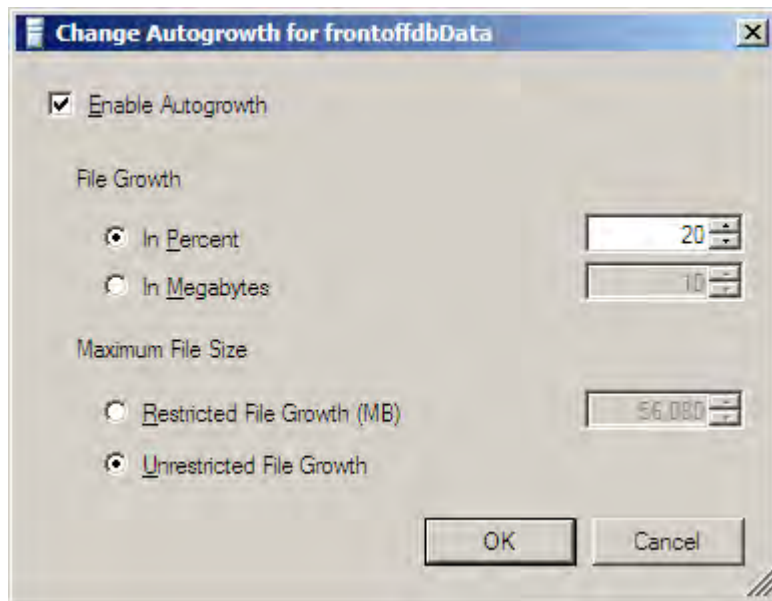 Change Autogrowth for frontoffdbData
Enable Autogrowth
File Growth
In Percent 20
In Megabytes 10
Maximum File Size
Restricted File Growth (MB) 56,080
Unrestricted File Growth
OK Cancel